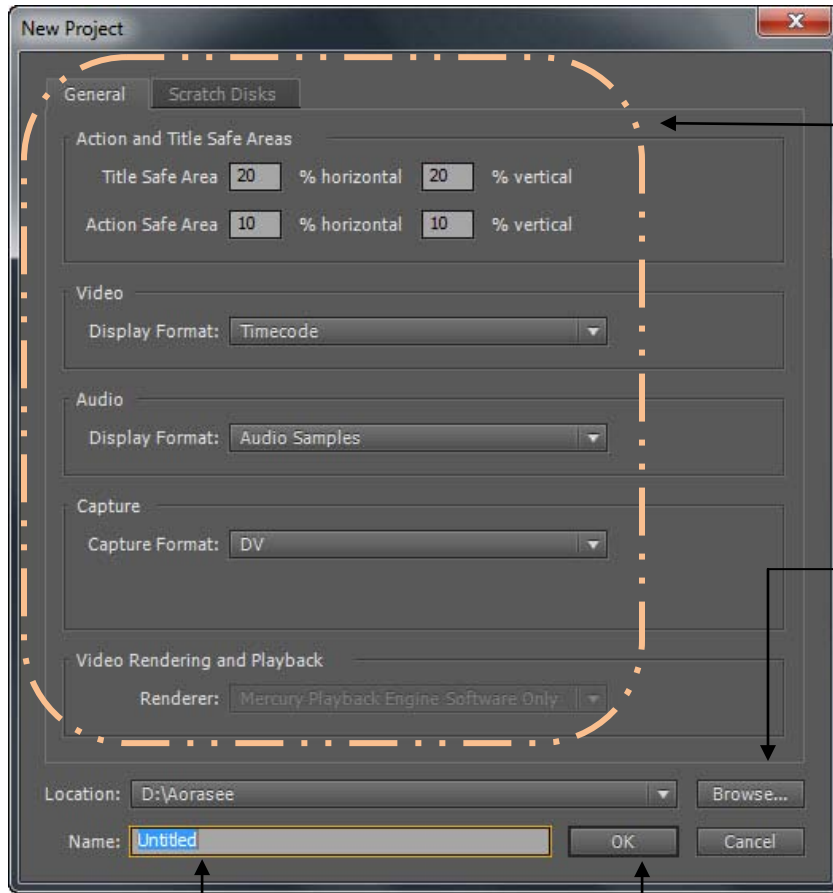 New Project
General Scratch Disks
Action and Title Safe Areas
Title Safe Area 20 % horizontal 20 % vertical
Action Safe Area 10 % horizontal 10 % vertical
Video
Display Format: Timecode
Audio
Display Format: Audio Samples
Capture
Capture Format: DV
Video Rendering and Playback
Renderer: Mercury Playback Engine Software Only
Location: D:\Aorasee Browse...
Name: Untitled OK Cancel